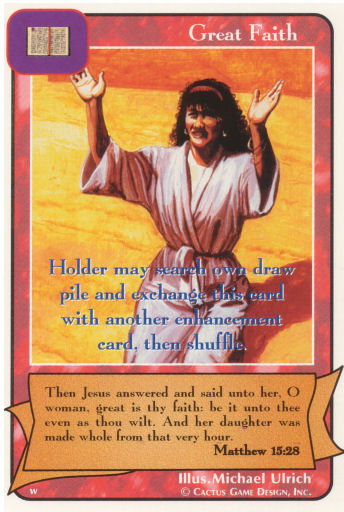 Great Faith
Holder may search own draw
pile and exchange this card
with another enhancement
card, then shuffle.
Then Jesus answered and said unto her, O
woman, great is thy faith: be it unto thee
even as thou wilt. And her daughter was
made whole from that very hour.
Matthew 15:28
Illus.Michael Ulrich
W
© CACTUS GAME DESIGN, INC.